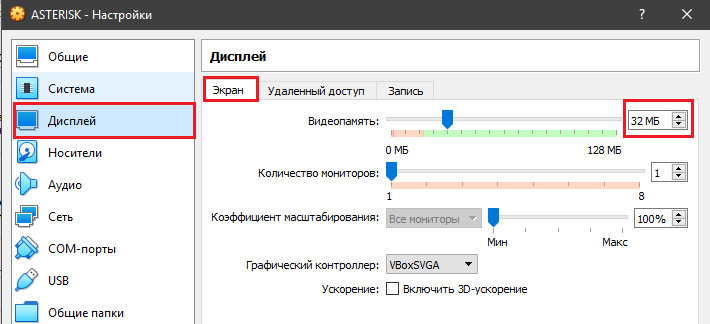 ASTERISK - Настройки
?
Общие
Система
Дисплей
Носители
Аудио
Сеть
COM-порты
USB
Общие папки
Дисплей
Экран Удаленный доступ Запись
Видеопамять: 32 МБ
0 МБ 128 МБ
Количество мониторов: 1
1 8
Коэффициент масштабирования: Все мониторы 100%
Мин Макс
Графический контроллер: VBoxSVGA
Ускорение: Включить 3D-ускорение